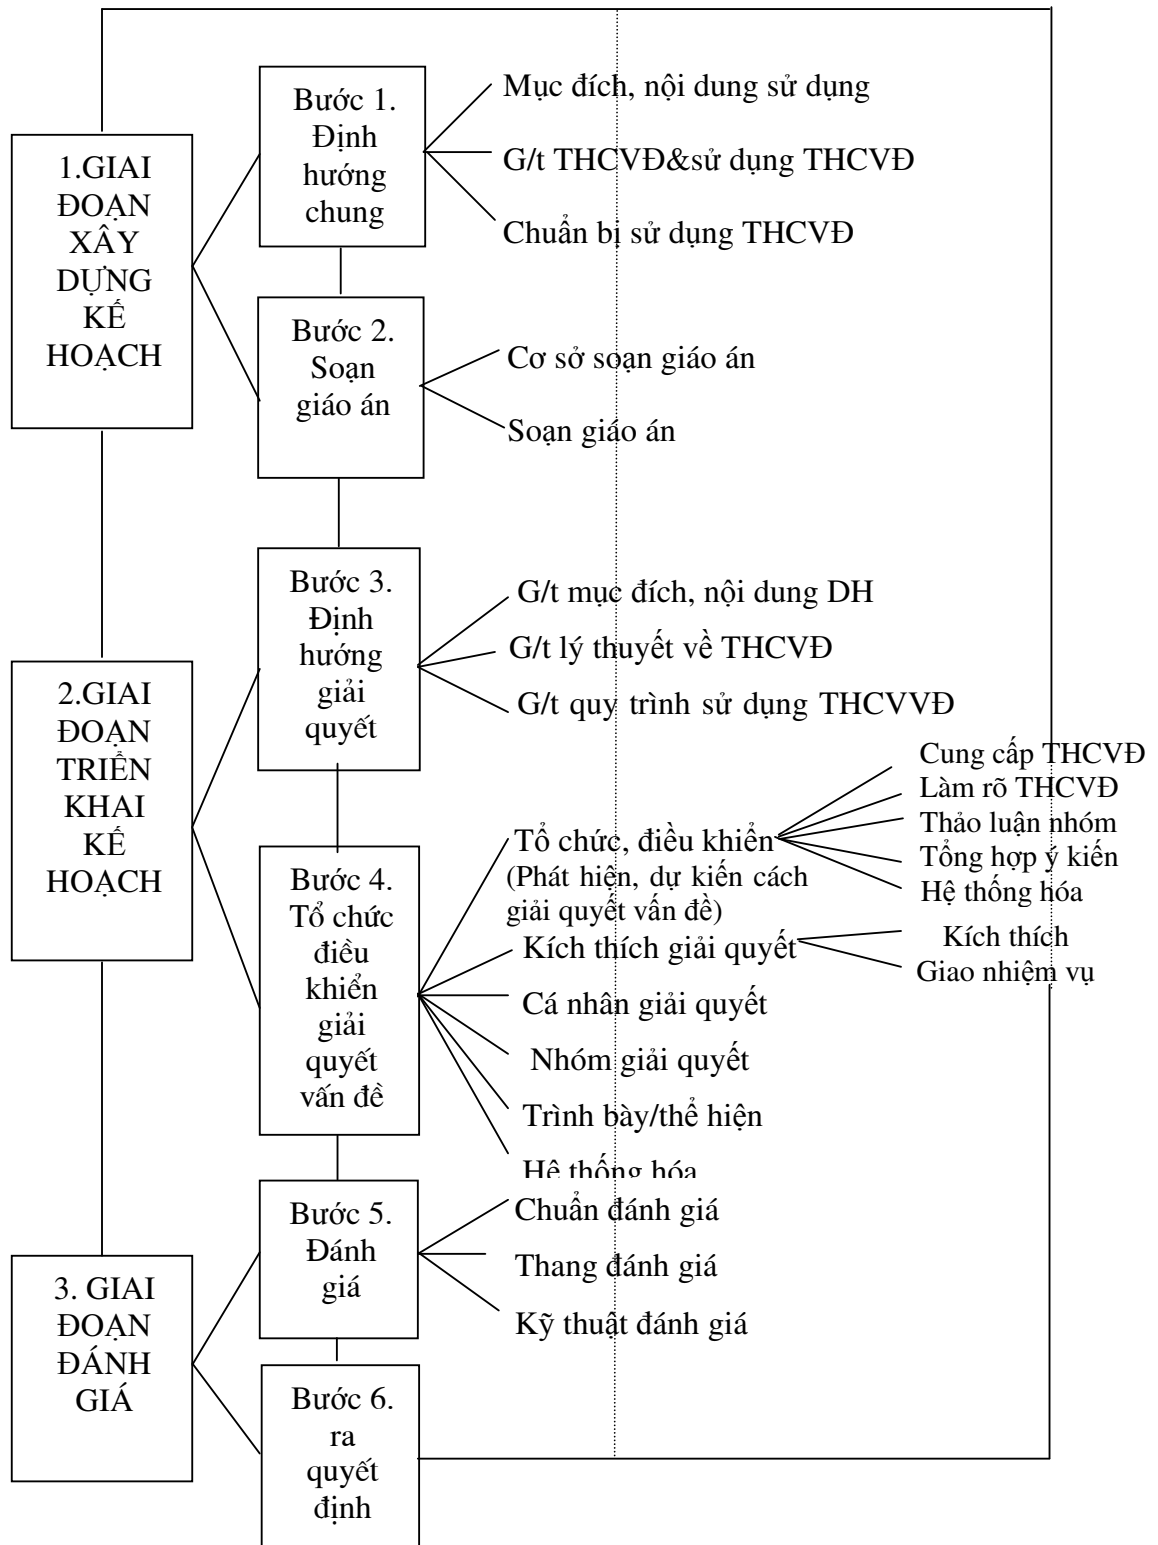 1.GIAI
ĐOẠN
XÂY
DỰNG
KẾ
HOẠCH
Bước 1.
Định
hướng
chung
Mục đích, nội dung sử dụng
G/t THCVĐ&sử dụng THCVĐ
Chuẩn bị sử dụng THCVĐ
Bước 2.
Soạn
giáo án
Cơ sở soạn giáo án
Soạn giáo án
2.GIAI
ĐOẠN
TRIỂN
KHAI
KẾ
HOẠCH
Bước 3.
Định
hướng
giải
quyết
G/t mục đích, nội dung DH
G/t lý thuyết về THCVĐ
G/t quy trình sử dụng THCVVĐ
Bước 4.
Tổ chức
điều
khiển
giải
quyết
vấn đề
Tổ chức, điều khiển
(Phát hiện, dự kiến cách
giải quyết vấn đề)
Cung cấp THCVĐ
Làm rõ THCVĐ
Thảo luận nhóm
Tổng hợp ý kiến
Hệ thống hóa
Kích thích giải quyết
Kích thích
Giao nhiệm vụ
Cá nhân giải quyết
Nhóm giải quyết
Trình bày/thể hiện
Hệ thống hóa
3. GIAI
ĐOẠN
ĐÁNH
GIÁ
Bước 5.
Đánh
giá
Chuẩn đánh giá
Thang đánh giá
Kỹ thuật đánh giá
Bước 6.
ra
quyết
định